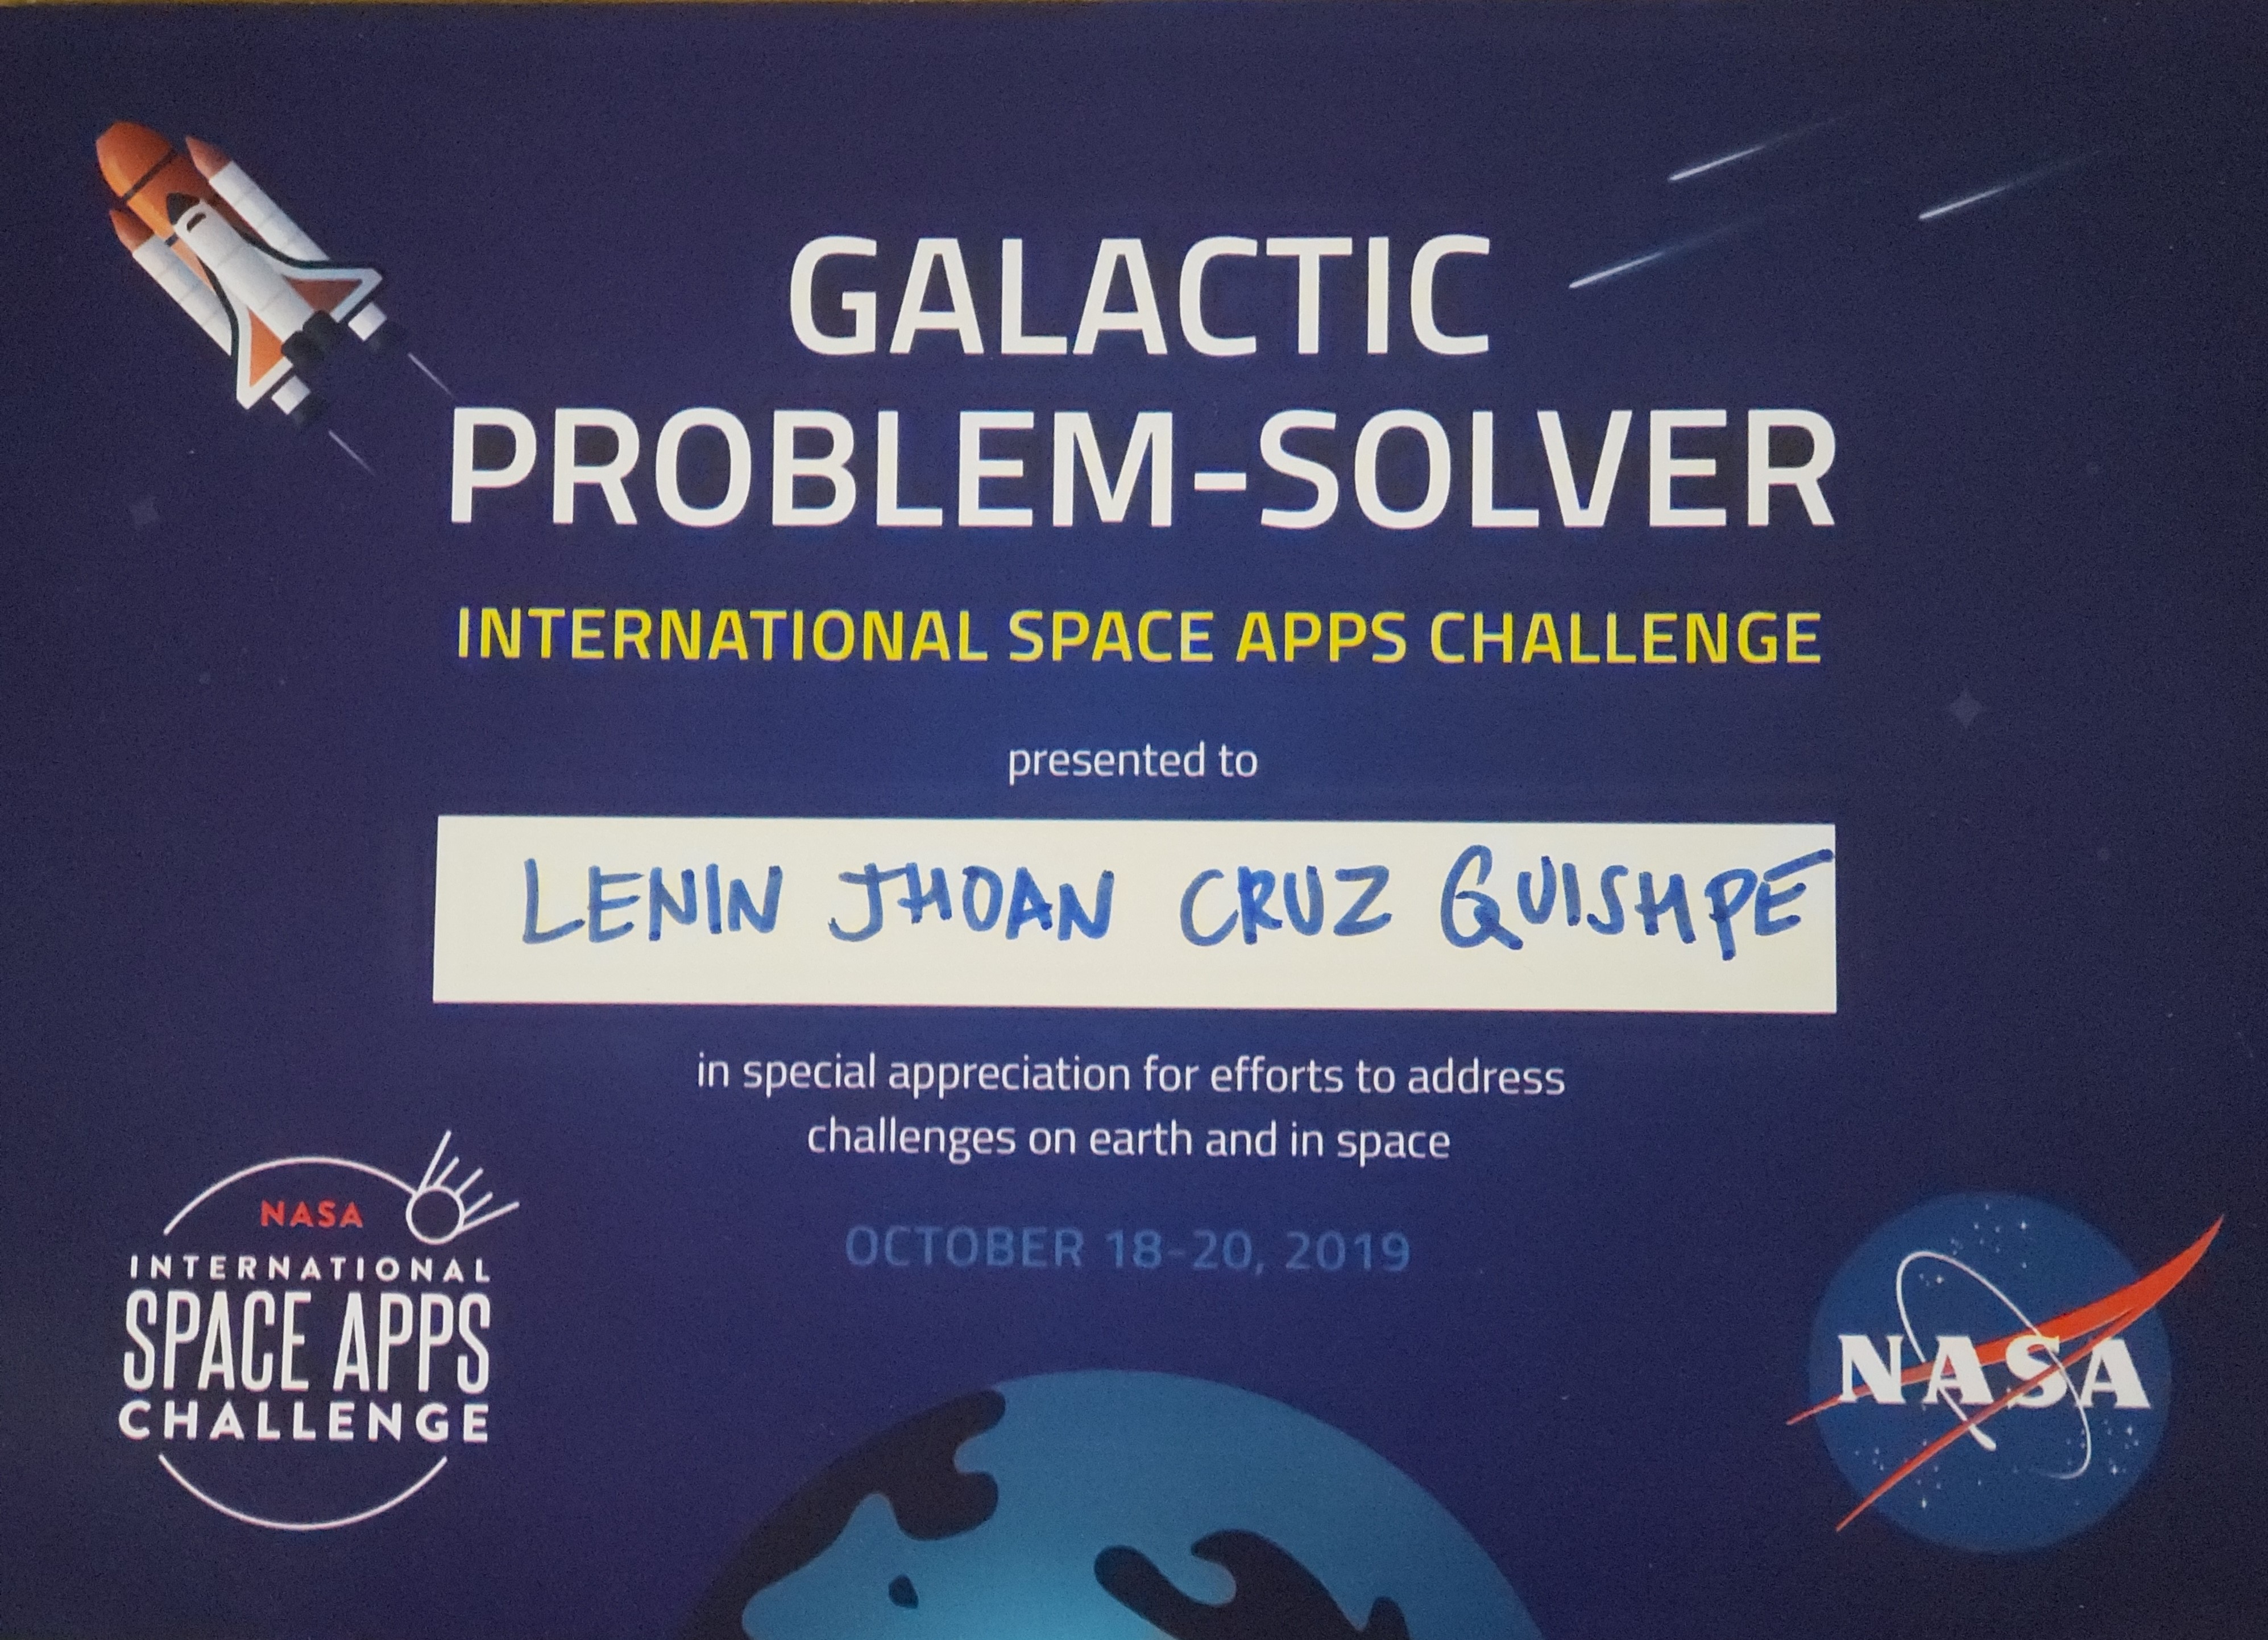 GALACTIC
PROBLEM-SOLVER
INTERNATIONAL SPACE APPS CHALLENGE
presented to
LENIN JHOAN CRUZ QUISHPE
in special appreciation for efforts to address
challenges on earth and in space
OCTOBER 18-20, 2019
NASA
INTERNATIONAL
SPACE APPS
CHALLENGE
NASA